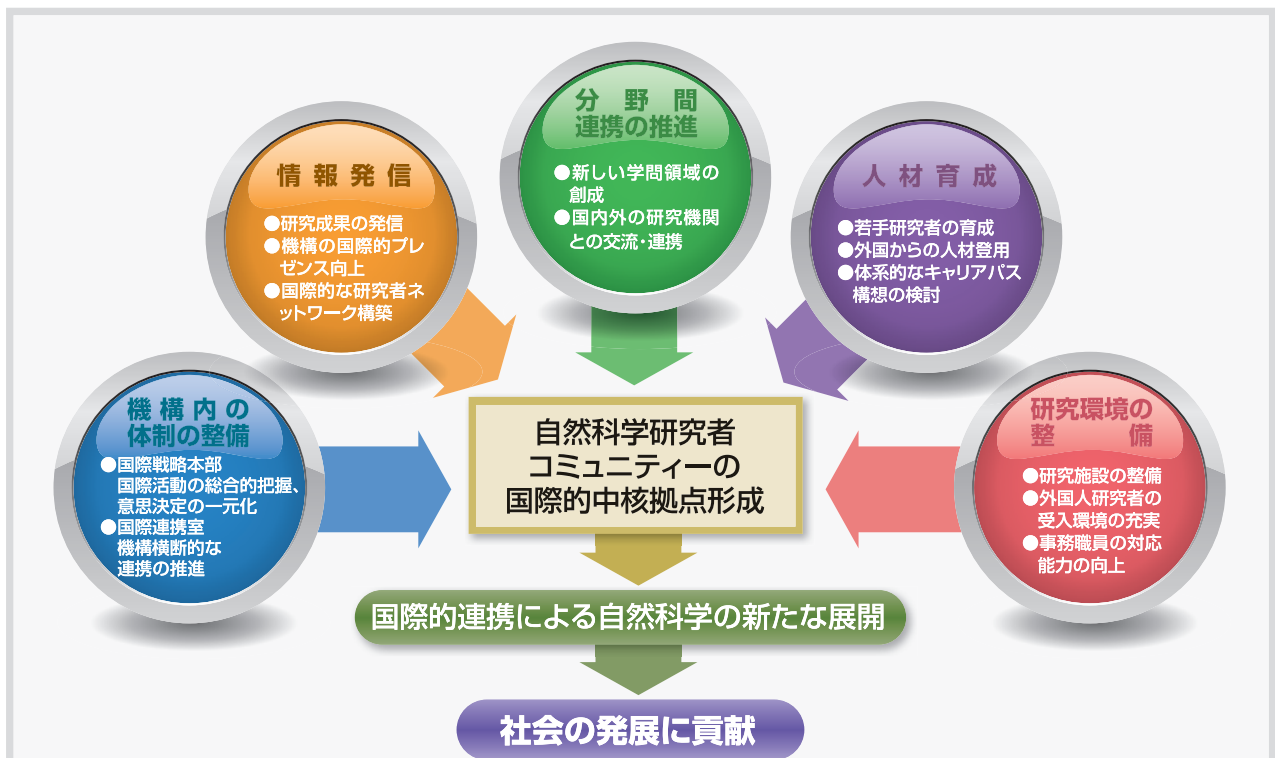 分野間
連携の推進
●新しい学問領域の
創成
●国内外の研究機関
との交流・連携
情報発信
●研究成果の発信
●機構の国際的プレ
ゼンス向上
●国際的な研究者ネ
ットワーク構築
人材育成
●若手研究者の育成
●外国からの人材登用
●体系的なキャリアパス
構想の検討
機構内の
体制の整備
●国際戦略本部
国際活動の総合的把握、
意思決定の一元化
●国際連携室
機構横断的な
連携の推進
研究環境の
整備
●研究施設の整備
●外国人研究者の
受入環境の充実
●事務職員の対応
能力の向上
自然科学研究者
コミュニティーの
国際的中核拠点形成
国際的連携による自然科学の新たな展開
社会の発展に貢献